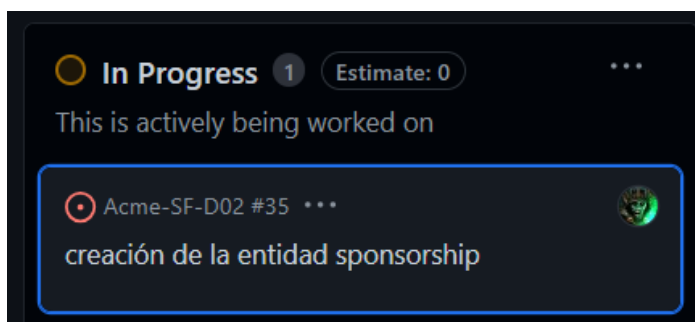 In Progress 1 Estimate: 0
This is actively being worked on
Acme-SF-D02 #35
creación de la entidad sponsorship